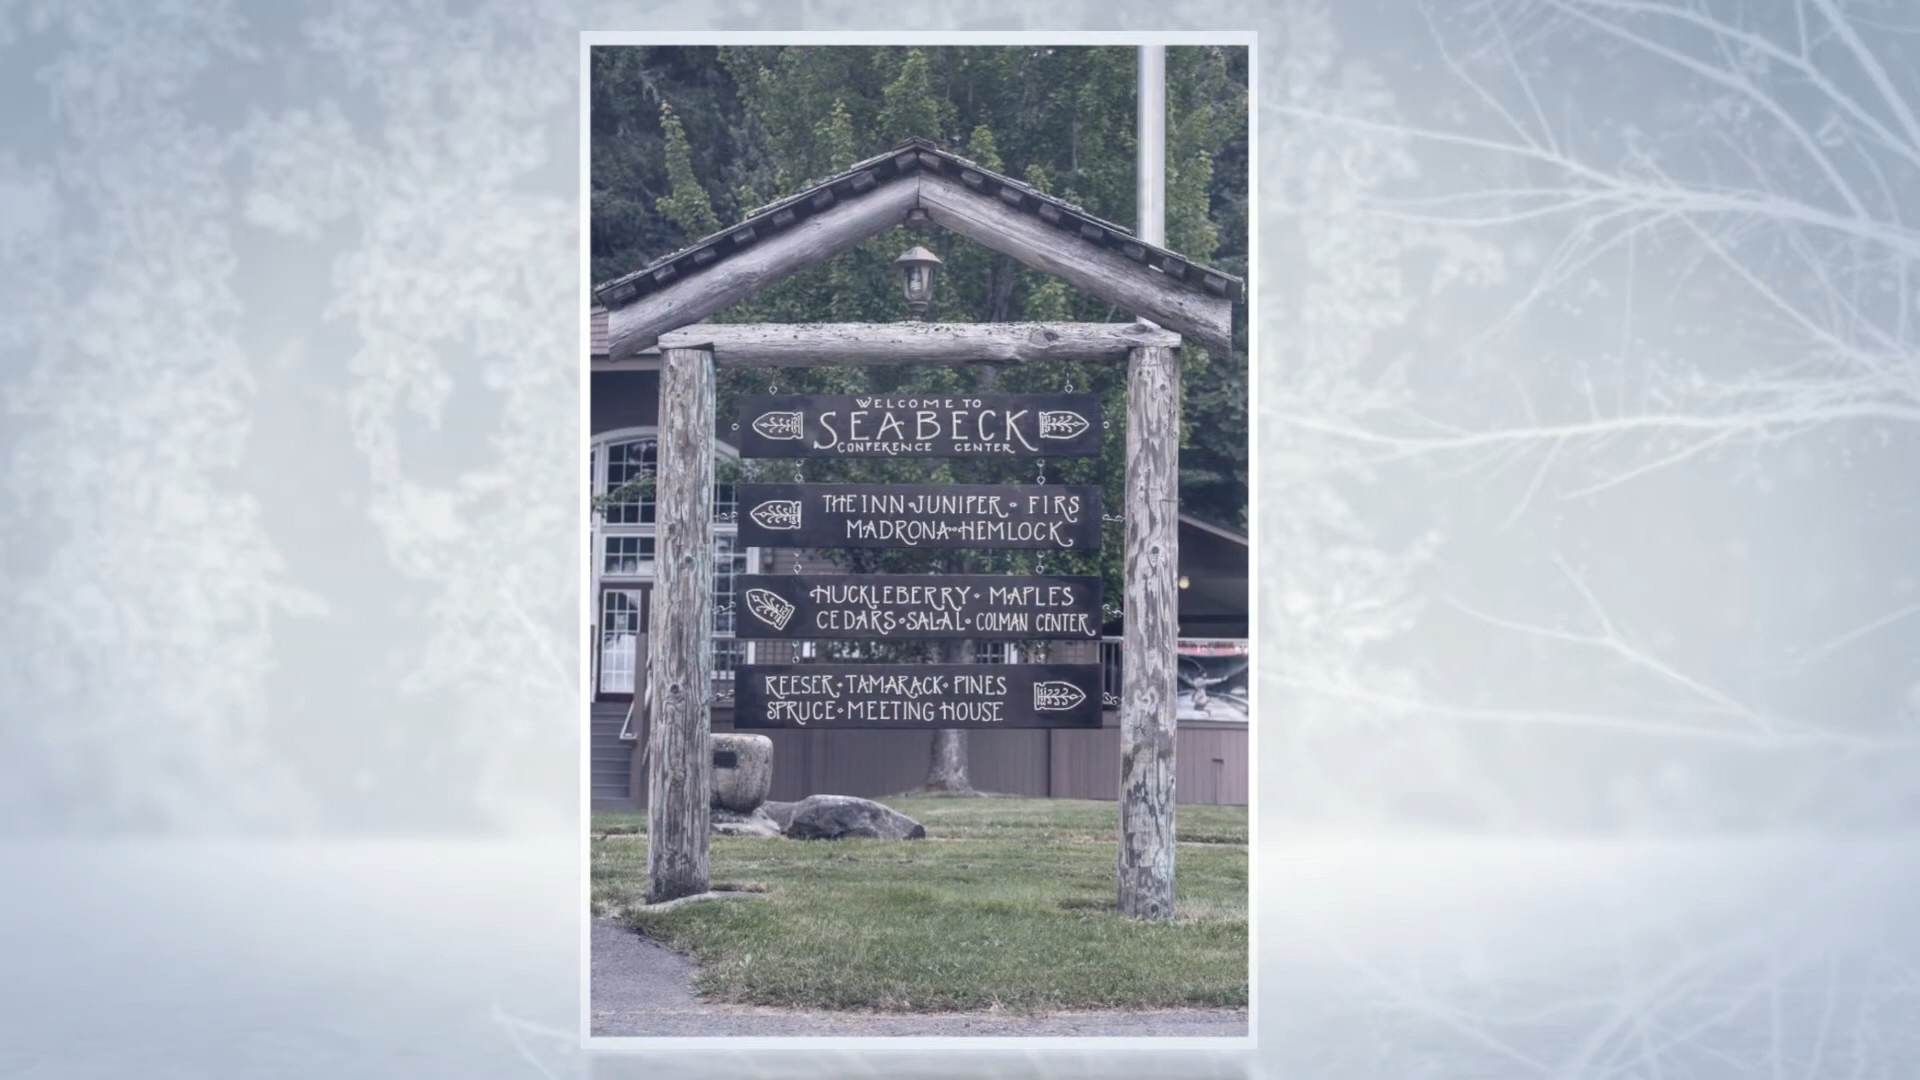 WELCOME TO
SEABECK
CONFERENCE CENTER
THE INN JUNIPER FIRS
MADRONA HEMLOCK
HUCKLEBERRY MAPLES
CEDARS SALAL COLMAN CENTER
REESER TAMARACK PINES
SPRUCE MEETING HOUSE